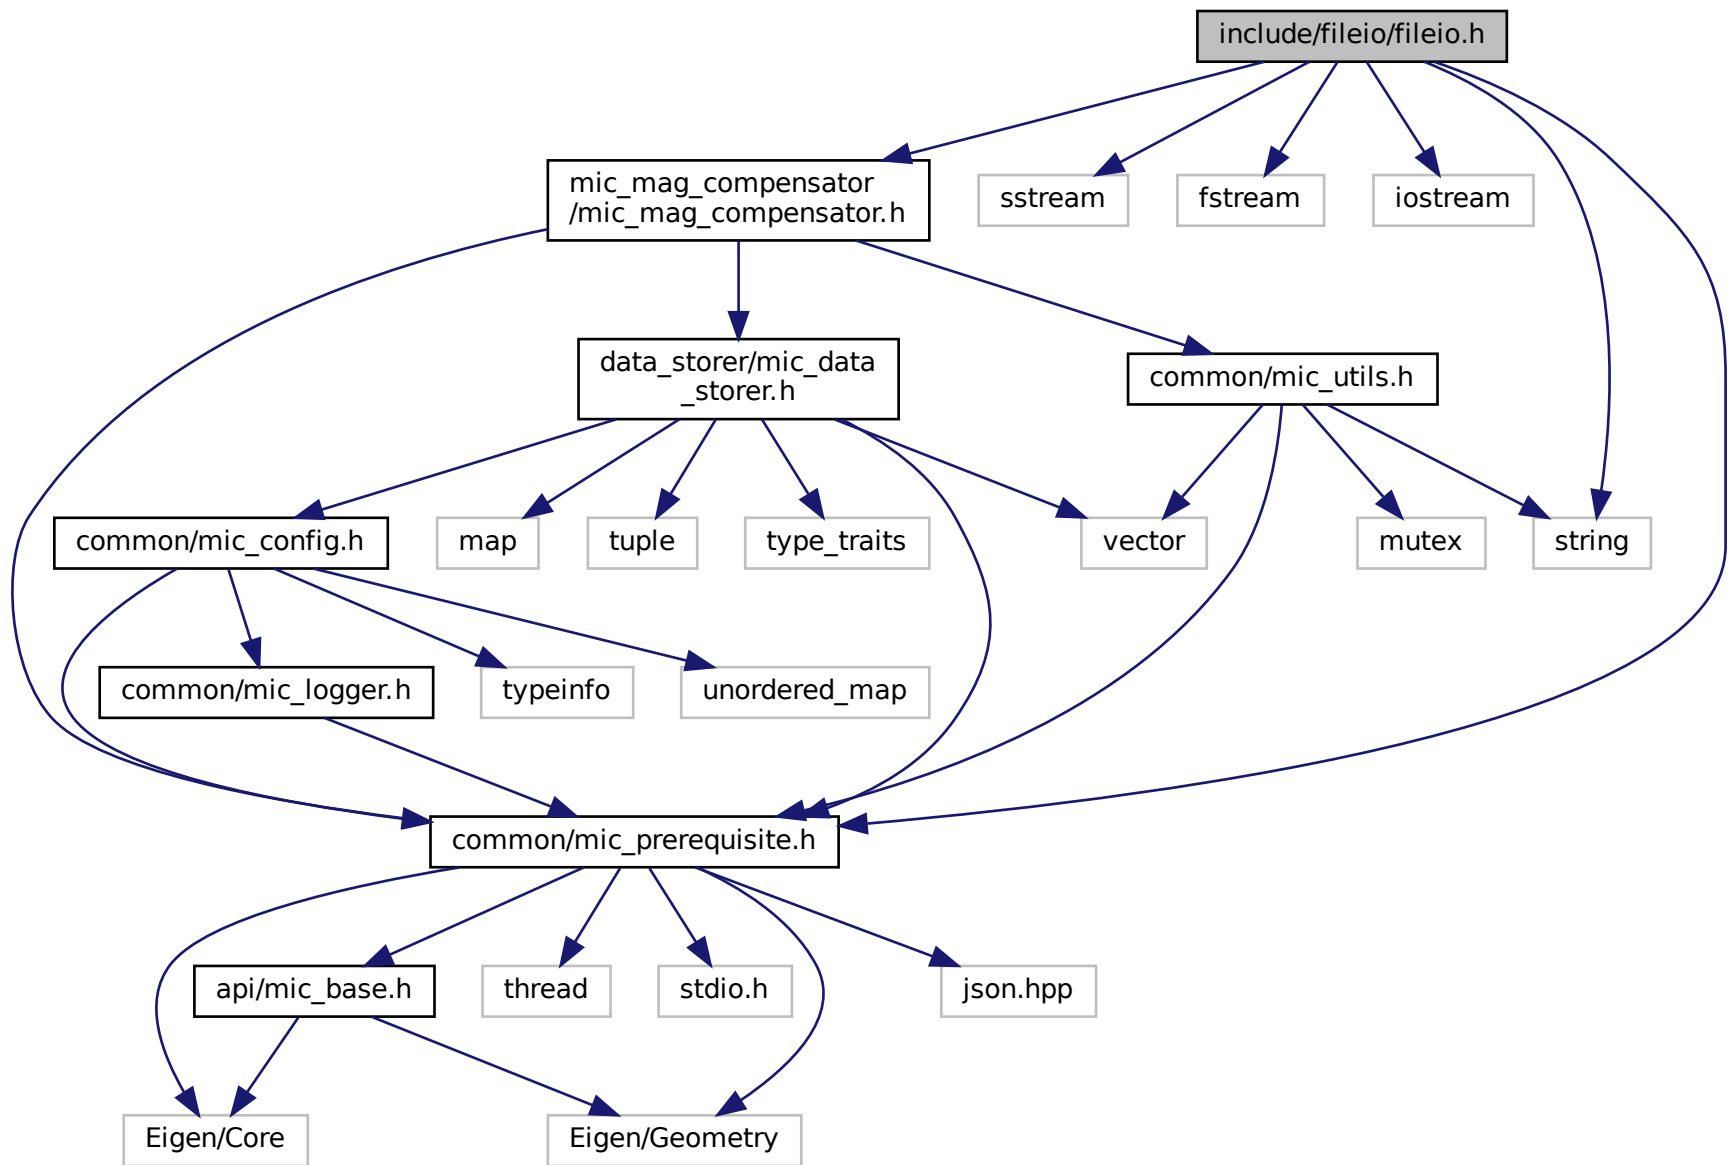 include/fileio/fileio.h
mic_mag_compensator
/mic_mag_compensator.h
sstream
fstream
iostream
data_storer/mic_data
_storer.h
common/mic_utils.h
common/mic_config.h
map
tuple
type_traits
vector
mutex
string
common/mic_logger.h
typeinfo
unordered_map
common/mic_prerequisite.h
api/mic_base.h
thread
stdio.h
json.hpp
Eigen/Core
Eigen/Geometry